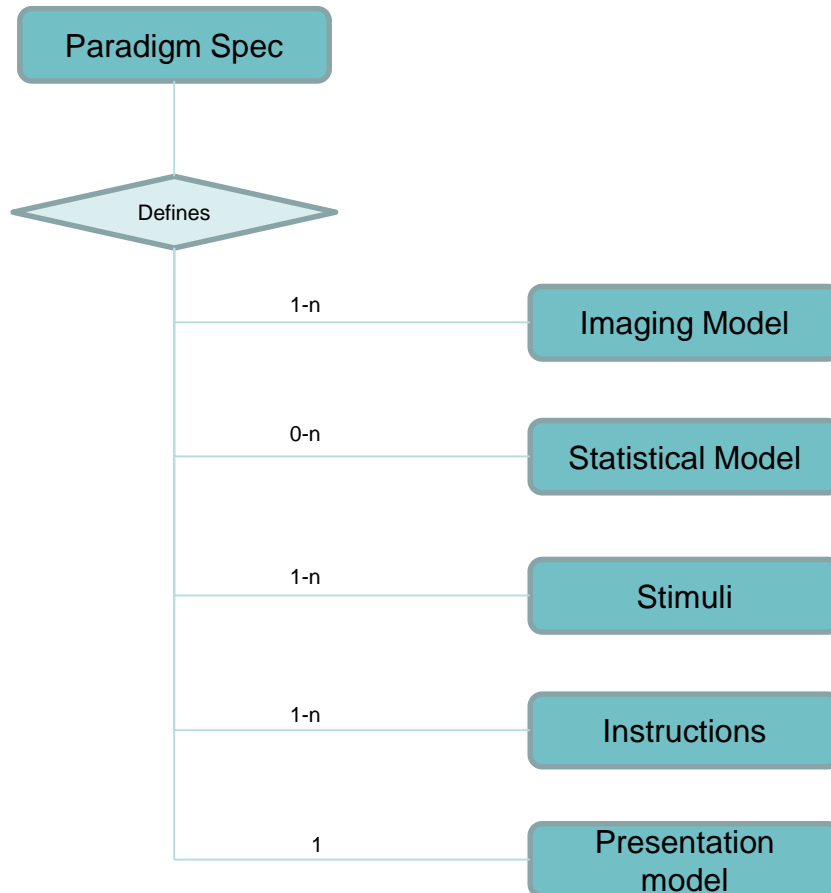 Paradigm Spec
Defines
1-n
Imaging Model
0-n
Statistical Model
1-n
Stimuli
1-n
Instructions
1
Presentation
model